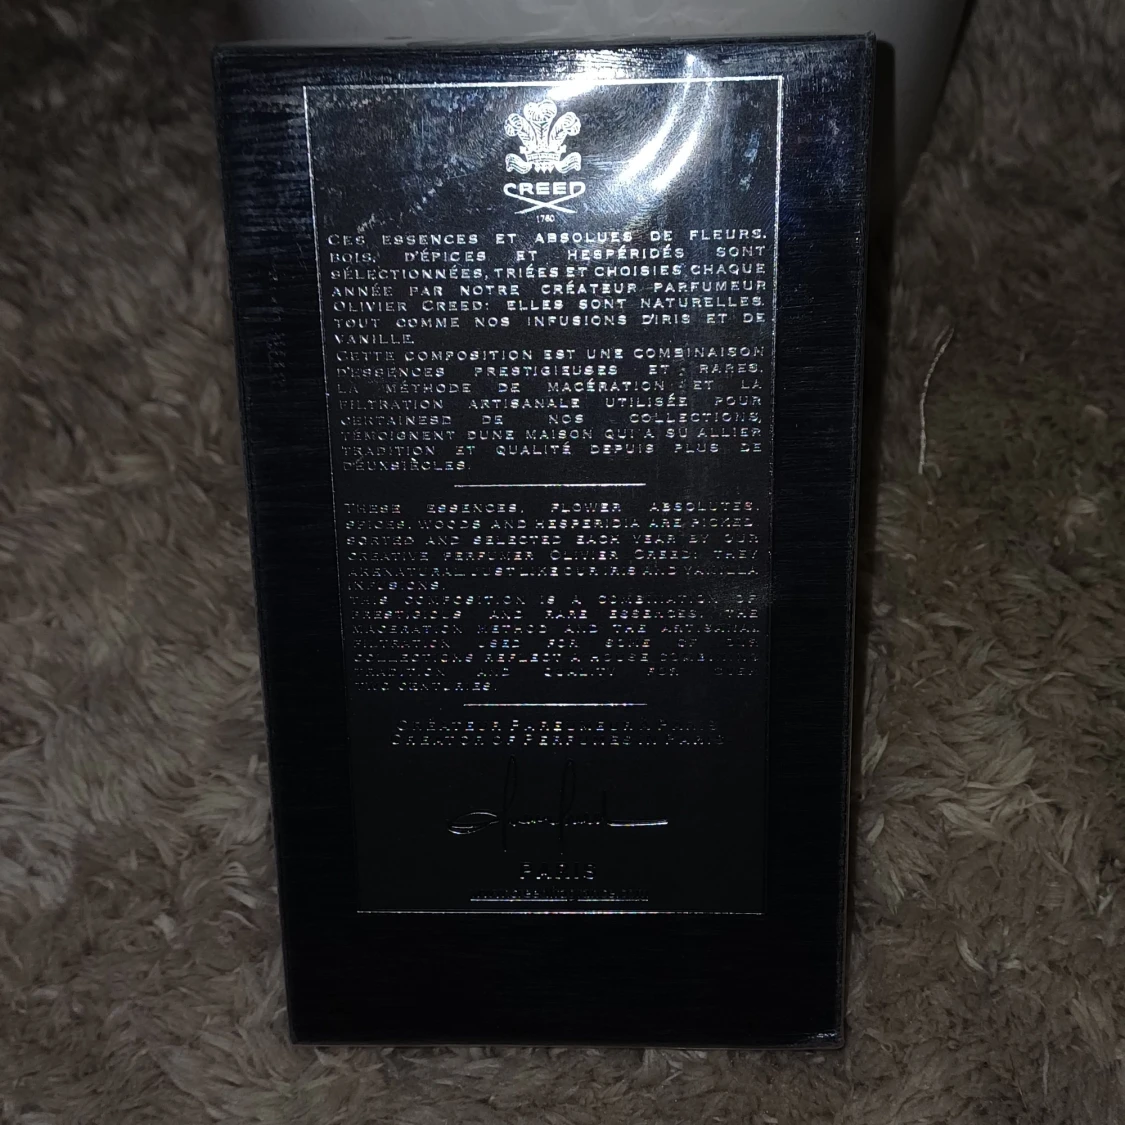 CREED
1760
CES ESSENCES ET ABSOLUES DE FLEURS,
BOIS, D'ÉPICES ET HESPÉRIDÉS SONT
SÉLECTIONNÉES, TRIÉES ET CHOISIES CHAQUE
ANNÉE PAR NOTRE CRÉATEUR PARFUMEUR
OLIVIER CREED: ELLES SONT NATURELLES,
TOUT COMME NOS INFUSIONS D'IRIS ET DE
VANILLE.
CETTE COMPOSITION EST UNE COMBINAISON
D'ESSENCES PRESTIGIEUSES ET RARES.
LA MÉTHODE DE MACÉRATION ET LA
FILTRATION ARTISANALE UTILISÉE POUR
CERTAINESD DE NOS COLLECTIONS,
TÉMOIGNENT DUNE MAISON QUI A SU ALLIER
TRADITION ET QUALITÉ DEPUIS PLUS DE
DEUXSIÈCLES.
THESE ESSENCES, FLOWER ABSOLUTES,
SPICES, WOODS AND HESPERIDIA ARE PICKED,
SORTED AND SELECTED EACH YEAR BY OUR
CREATIVE PERFUMER OLIVIER CREED: THEY
ARE NATURAL JUST LIKE OUR IRIS AND VANILLA
INFUSIONS.
THIS COMPOSITION IS A COMBINATION OF
PRESTIGIOUS AND RARE ESSENCES. THE
MACERATION METHOD AND THE ARTISANAL
FILTRATION USED FOR SOME OF OUR
COLLECTIONS REFLECT A HOUSE
TRADITION AND QUALITY FOR OVER
TWO CENTURIES.
CRÉATEUR PARFUMEUR À PARIS
CREATOR OF PERFUMES IN PARIS
PARIS